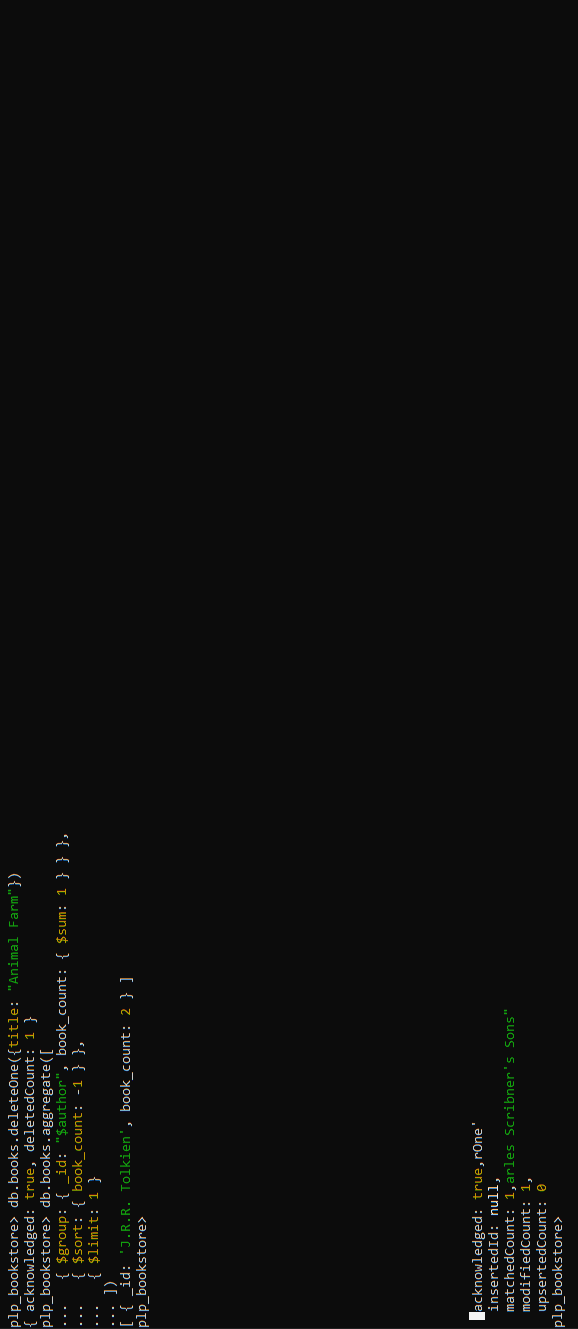 plp_bookstore> db.books.deleteOne({title: "Animal Farm"})
{ acknowledged: true, deletedCount: 1 }
plp_bookstore> db.books.aggregate([
...   { $group: { _id: "$author", book_count: { $sum: 1 } } },
...   { $sort: { book_count: -1 } },
...   { $limit: 1 }
... ])
[ { _id: 'J.R.R. Tolkien', book_count: 2 } ]
plp_bookstore>
acknowledged: true,rOne'
insertedId: null,
matchedCount: 1,arles Scribner's Sons"
modifiedCount: 1,
upsertedCount: 0
plp_bookstore>